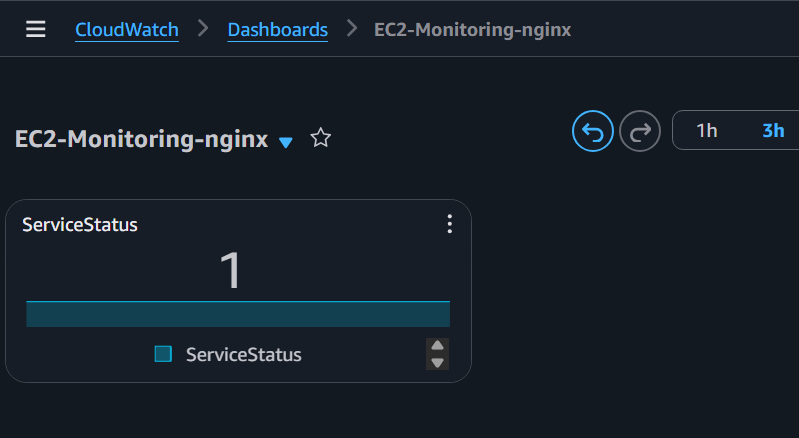 CloudWatch > Dashboards > EC2-Monitoring-nginx
EC2-Monitoring-nginx
1h 3h
ServiceStatus
1
ServiceStatus